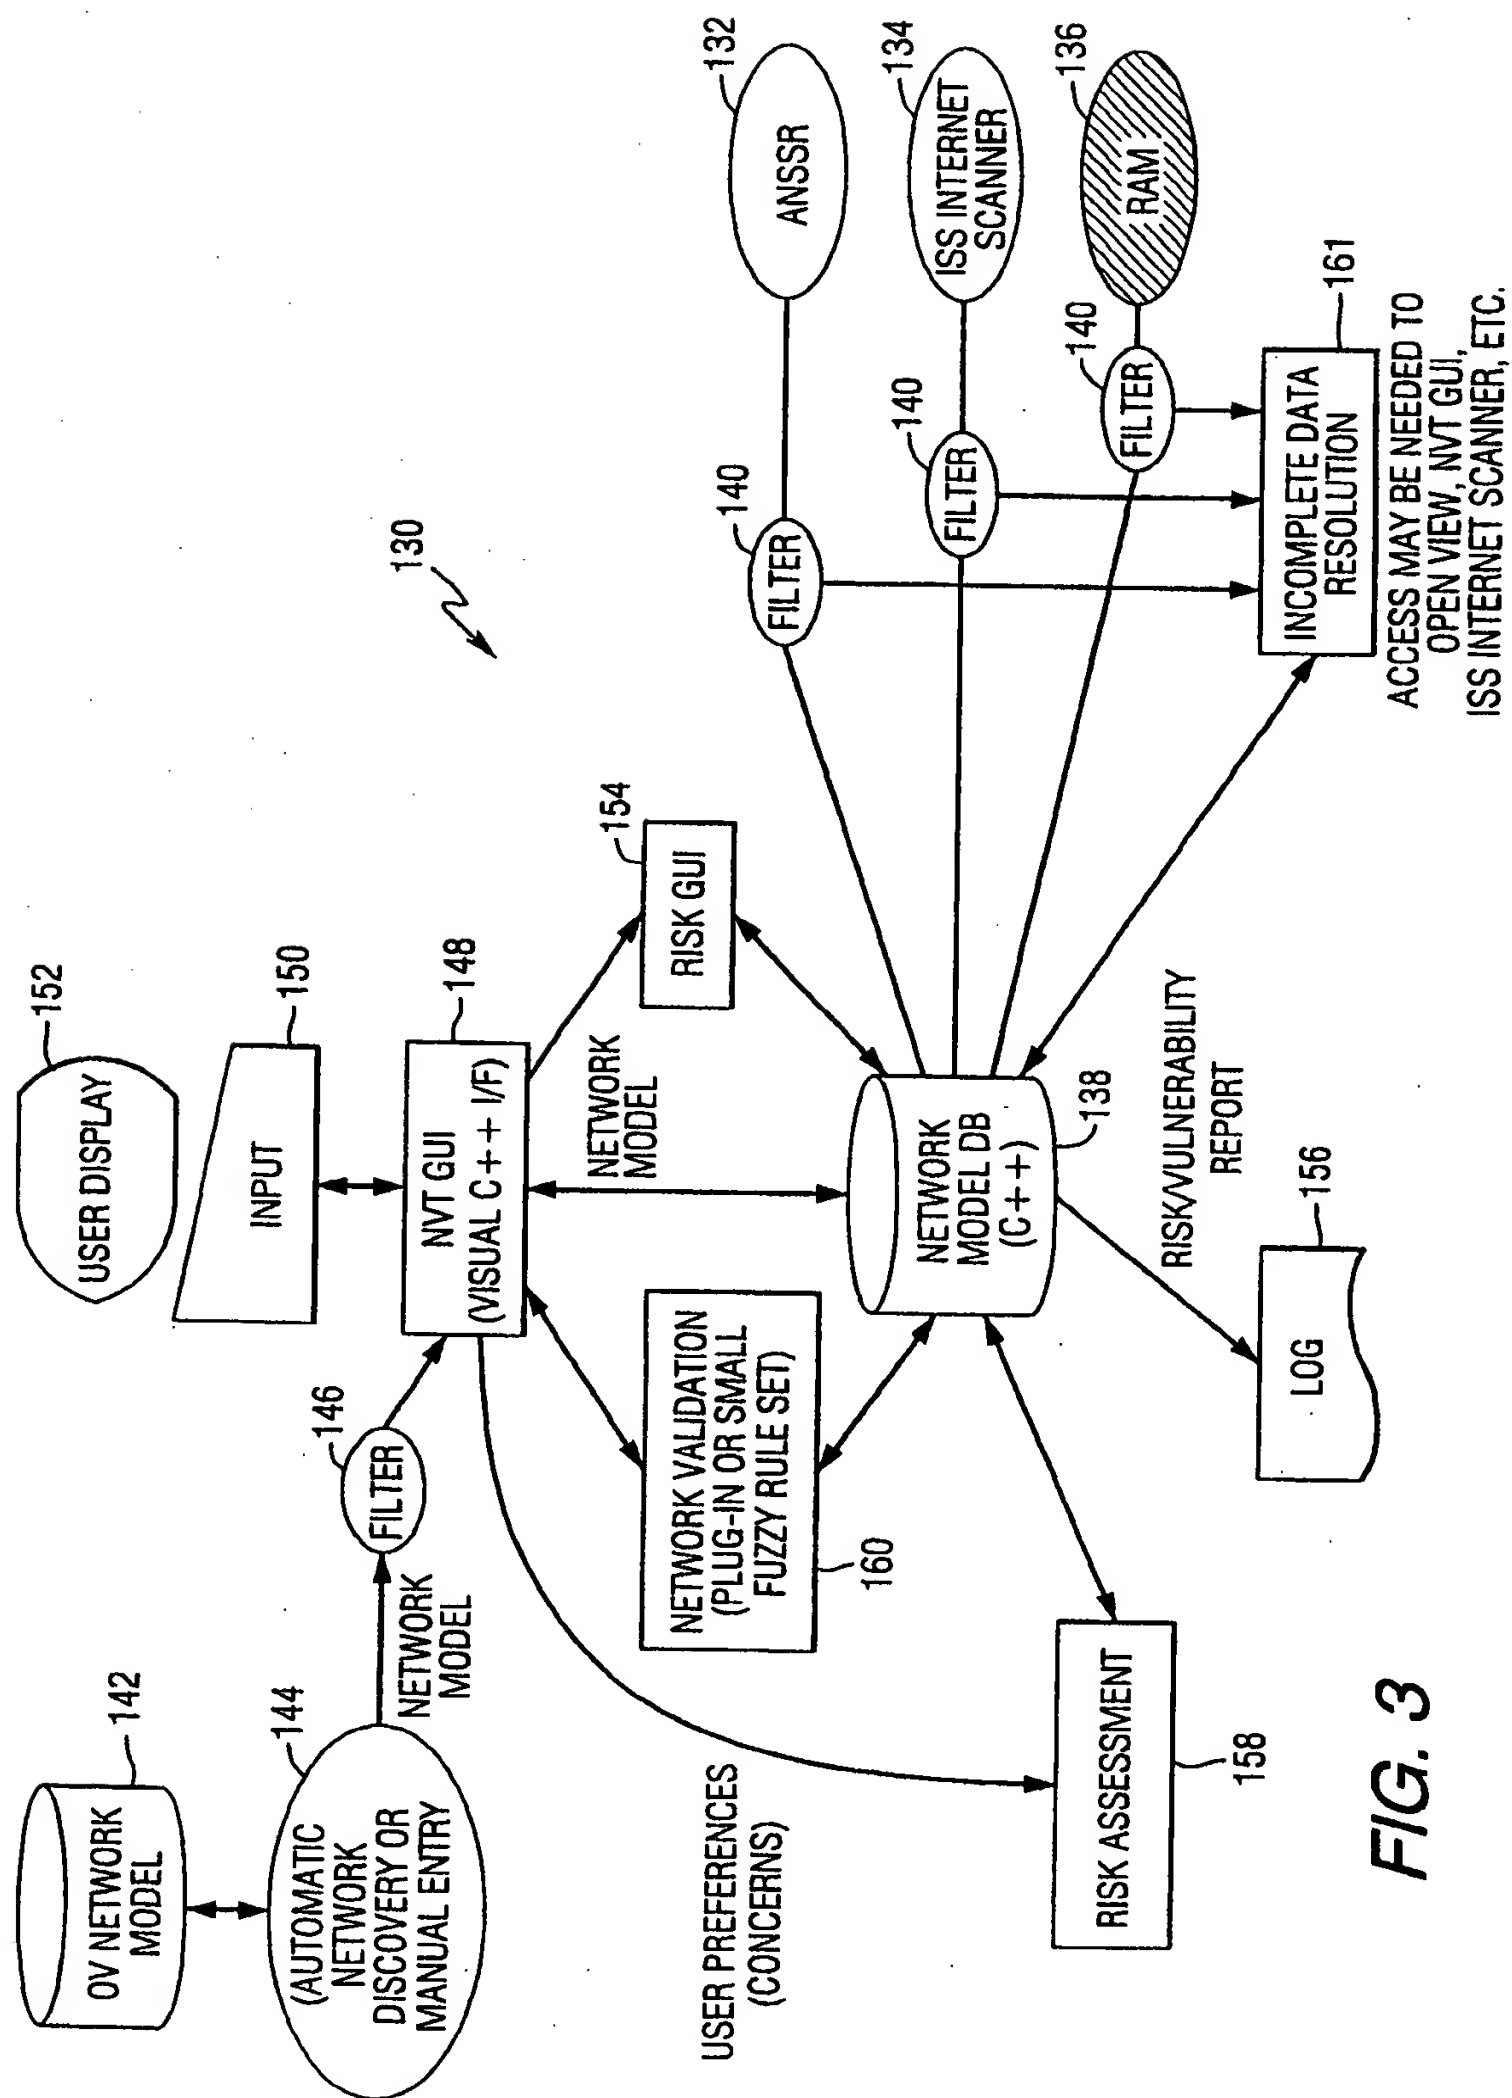 152
USER DISPLAY
150
INPUT
142
OV NETWORK
MODEL
144
(AUTOMATIC
NETWORK
DISCOVERY OR
MANUAL ENTRY
NETWORK
MODEL
146
FILTER
148
NVT GUI
(VISUAL C++ I/F)
130
USER PREFERENCES
(CONCERNS)
NETWORK VALIDATION
(PLUG-IN OR SMALL
FUZZY RULE SET)
160
NETWORK
MODEL
154
RISK GUI
140
FILTER
132
ANSSR
140
FILTER
134
ISS INTERNET
SCANNER
140
FILTER
136
RAM
NETWORK
MODEL DB
(C++)
138
RISK ASSESSMENT
158
RISK/VULNERABILITY
REPORT
156
LOG
INCOMPLETE DATA
RESOLUTION
161
ACCESS MAY BE NEEDED TO
OPEN VIEW, NVT GUI,
ISS INTERNET SCANNER, ETC.
FIG. 3